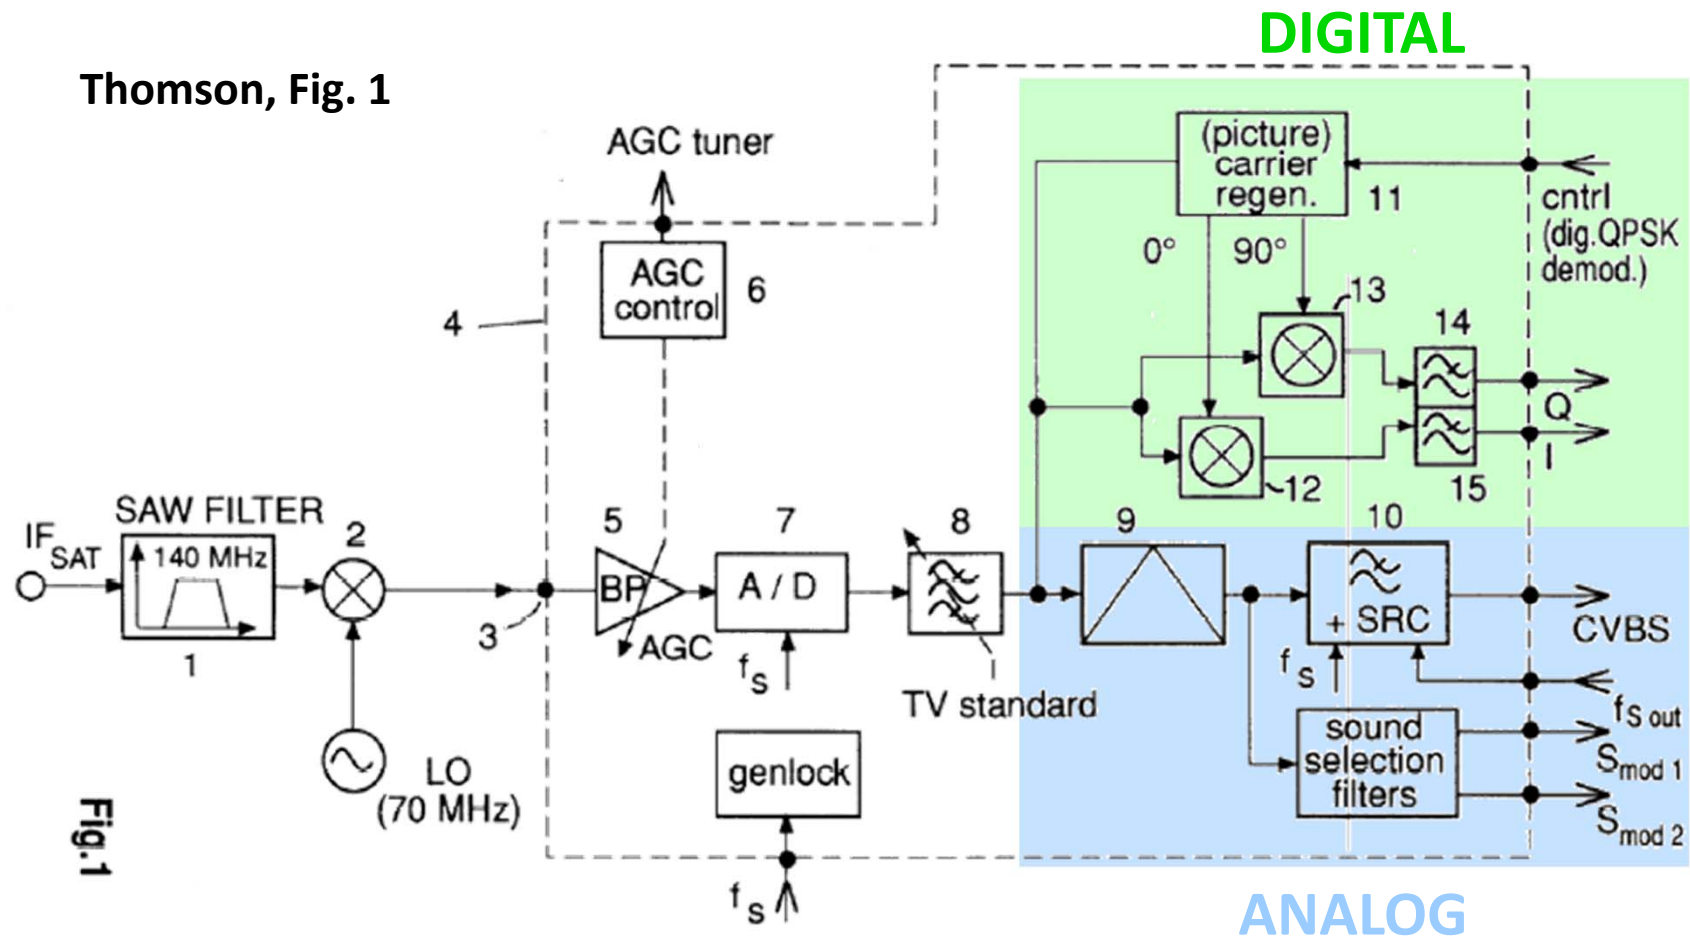 DIGITAL
Thomson, Fig. 1
AGC tuner
(picture)
carrier
regen.
11
cntrl
(dig.QPSK
demod.)
0°
90°
AGC
control
6
4
13
14
Q
I
12
15
SAW FILTER
IF SAT
140 MHz
1
2
3
5
BP
AGC
7
A / D
f s
8
TV standard
9
10
+ SRC
f s
CVBS
f S out
sound
selection
filters
S mod 1
S mod 2
LO
(70 MHz)
genlock
f s
Fig.1
ANALOG